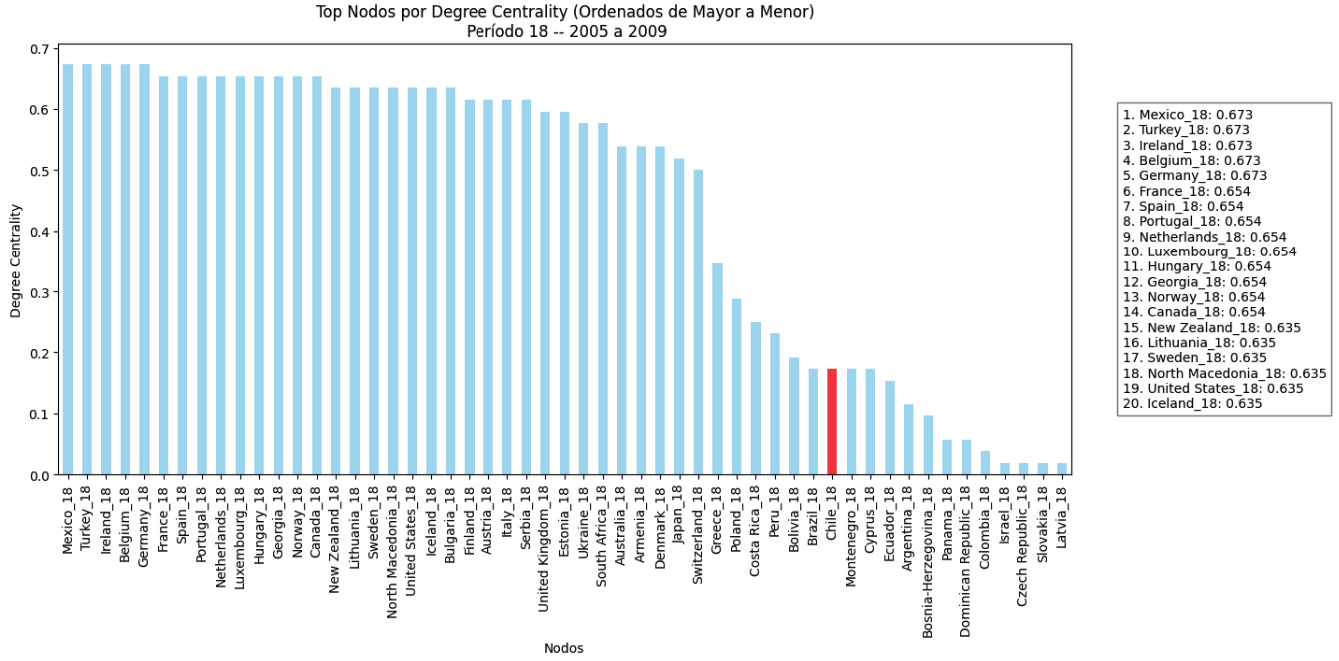 Top Nodos por Degree Centrality (Ordenados de Mayor a Menor)
Período 18 -- 2005 a 2009
Degree Centrality
0.7
0.6
0.5
0.4
0.3
0.2
0.1
0.0
Mexico_18
Turkey_18
Ireland_18
Belgium_18
Germany_18
France_18
Spain_18
Portugal_18
Netherlands_18
Luxembourg_18
Hungary_18
Georgia_18
Norway_18
Canada_18
New Zealand_18
Lithuania_18
Sweden_18
North Macedonia_18
United States_18
Iceland_18
Bulgaria_18
Finland_18
Austria_18
Italy_18
Serbia_18
United Kingdom_18
Estonia_18
Ukraine_18
South Africa_18
Australia_18
Armenia_18
Denmark_18
Japan_18
Switzerland_18
Greece_18
Poland_18
Costa Rica_18
Peru_18
Bolivia_18
Brazil_18
Chile_18
Montenegro_18
Cyprus_18
Ecuador_18
Argentina_18
Bosnia-Herzegovina_18
Panama_18
Dominican Republic_18
Colombia_18
Israel_18
Czech Republic_18
Slovakia_18
Latvia_18
Nodos
1. Mexico_18: 0.673
2. Turkey_18: 0.673
3. Ireland_18: 0.673
4. Belgium_18: 0.673
5. Germany_18: 0.673
6. France_18: 0.654
7. Spain_18: 0.654
8. Portugal_18: 0.654
9. Netherlands_18: 0.654
10. Luxembourg_18: 0.654
11. Hungary_18: 0.654
12. Georgia_18: 0.654
13. Norway_18: 0.654
14. Canada_18: 0.654
15. New Zealand_18: 0.635
16. Lithuania_18: 0.635
17. Sweden_18: 0.635
18. North Macedonia_18: 0.635
19. United States_18: 0.635
20. Iceland_18: 0.635